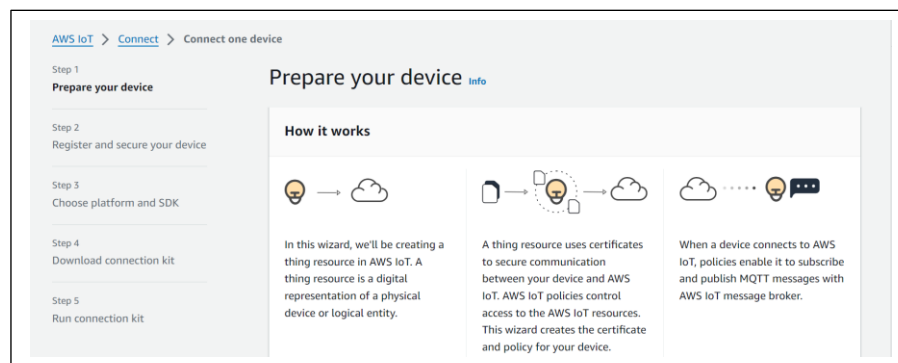 AWS IoT > Connect > Connect one device
Step 1
Prepare your device
Step 2
Register and secure your device
Step 3
Choose platform and SDK
Step 4
Download connection kit
Step 5
Run connection kit
Prepare your device Info
How it works
In this wizard, we'll be creating a
thing resource in AWS IoT. A
thing resource is a digital
representation of a physical
device or logical entity.
A thing resource uses certificates
to secure communication
between your device and AWS
IoT. AWS IoT policies control
access to the AWS IoT resources.
This wizard creates the certificate
and policy for your device.
When a device connects to AWS
IoT, policies enable it to subscribe
and publish MQTT messages with
AWS IoT message broker.